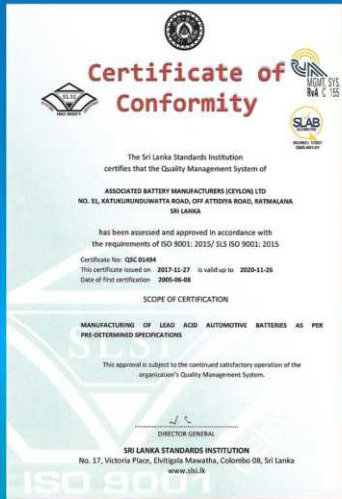 Certificate of
Conformity
SLSI
ISO 9001
MGMT. SYS.
RvA C 155
SLAB
The Sri Lanka Standards Institution
certifies that the Quality Management System of
ASSOCIATED BATTERY MANUFACTURERS (CEYLON) LTD
NO. 31, KATUKURUNDUWATTA ROAD, OFF ATTIDIYA ROAD, RATMALANA
SRI LANKA
has been assessed and approved in accordance with
the requirements of ISO 9001: 2015/ SLS ISO 9001: 2015
Certificate No: QSC 01494
This certificate issued on 2017-11-27 is valid up to 2020-11-26
Date of first certification 2005-06-08
SCOPE OF CERTIFICATION
MANUFACTURING OF LEAD ACID AUTOMOTIVE BATTERIES AS PER
PRE-DETERMINED SPECIFICATIONS
This approval is subject to the continued satisfactory operation of the
organization's Quality Management System.
DIRECTOR GENERAL
SRI LANKA STANDARDS INSTITUTION
No. 17, Victoria Place, Elvitigala Mawatha, Colombo 08, Sri Lanka
www.slsi.lk
SLSI
ISO 9001